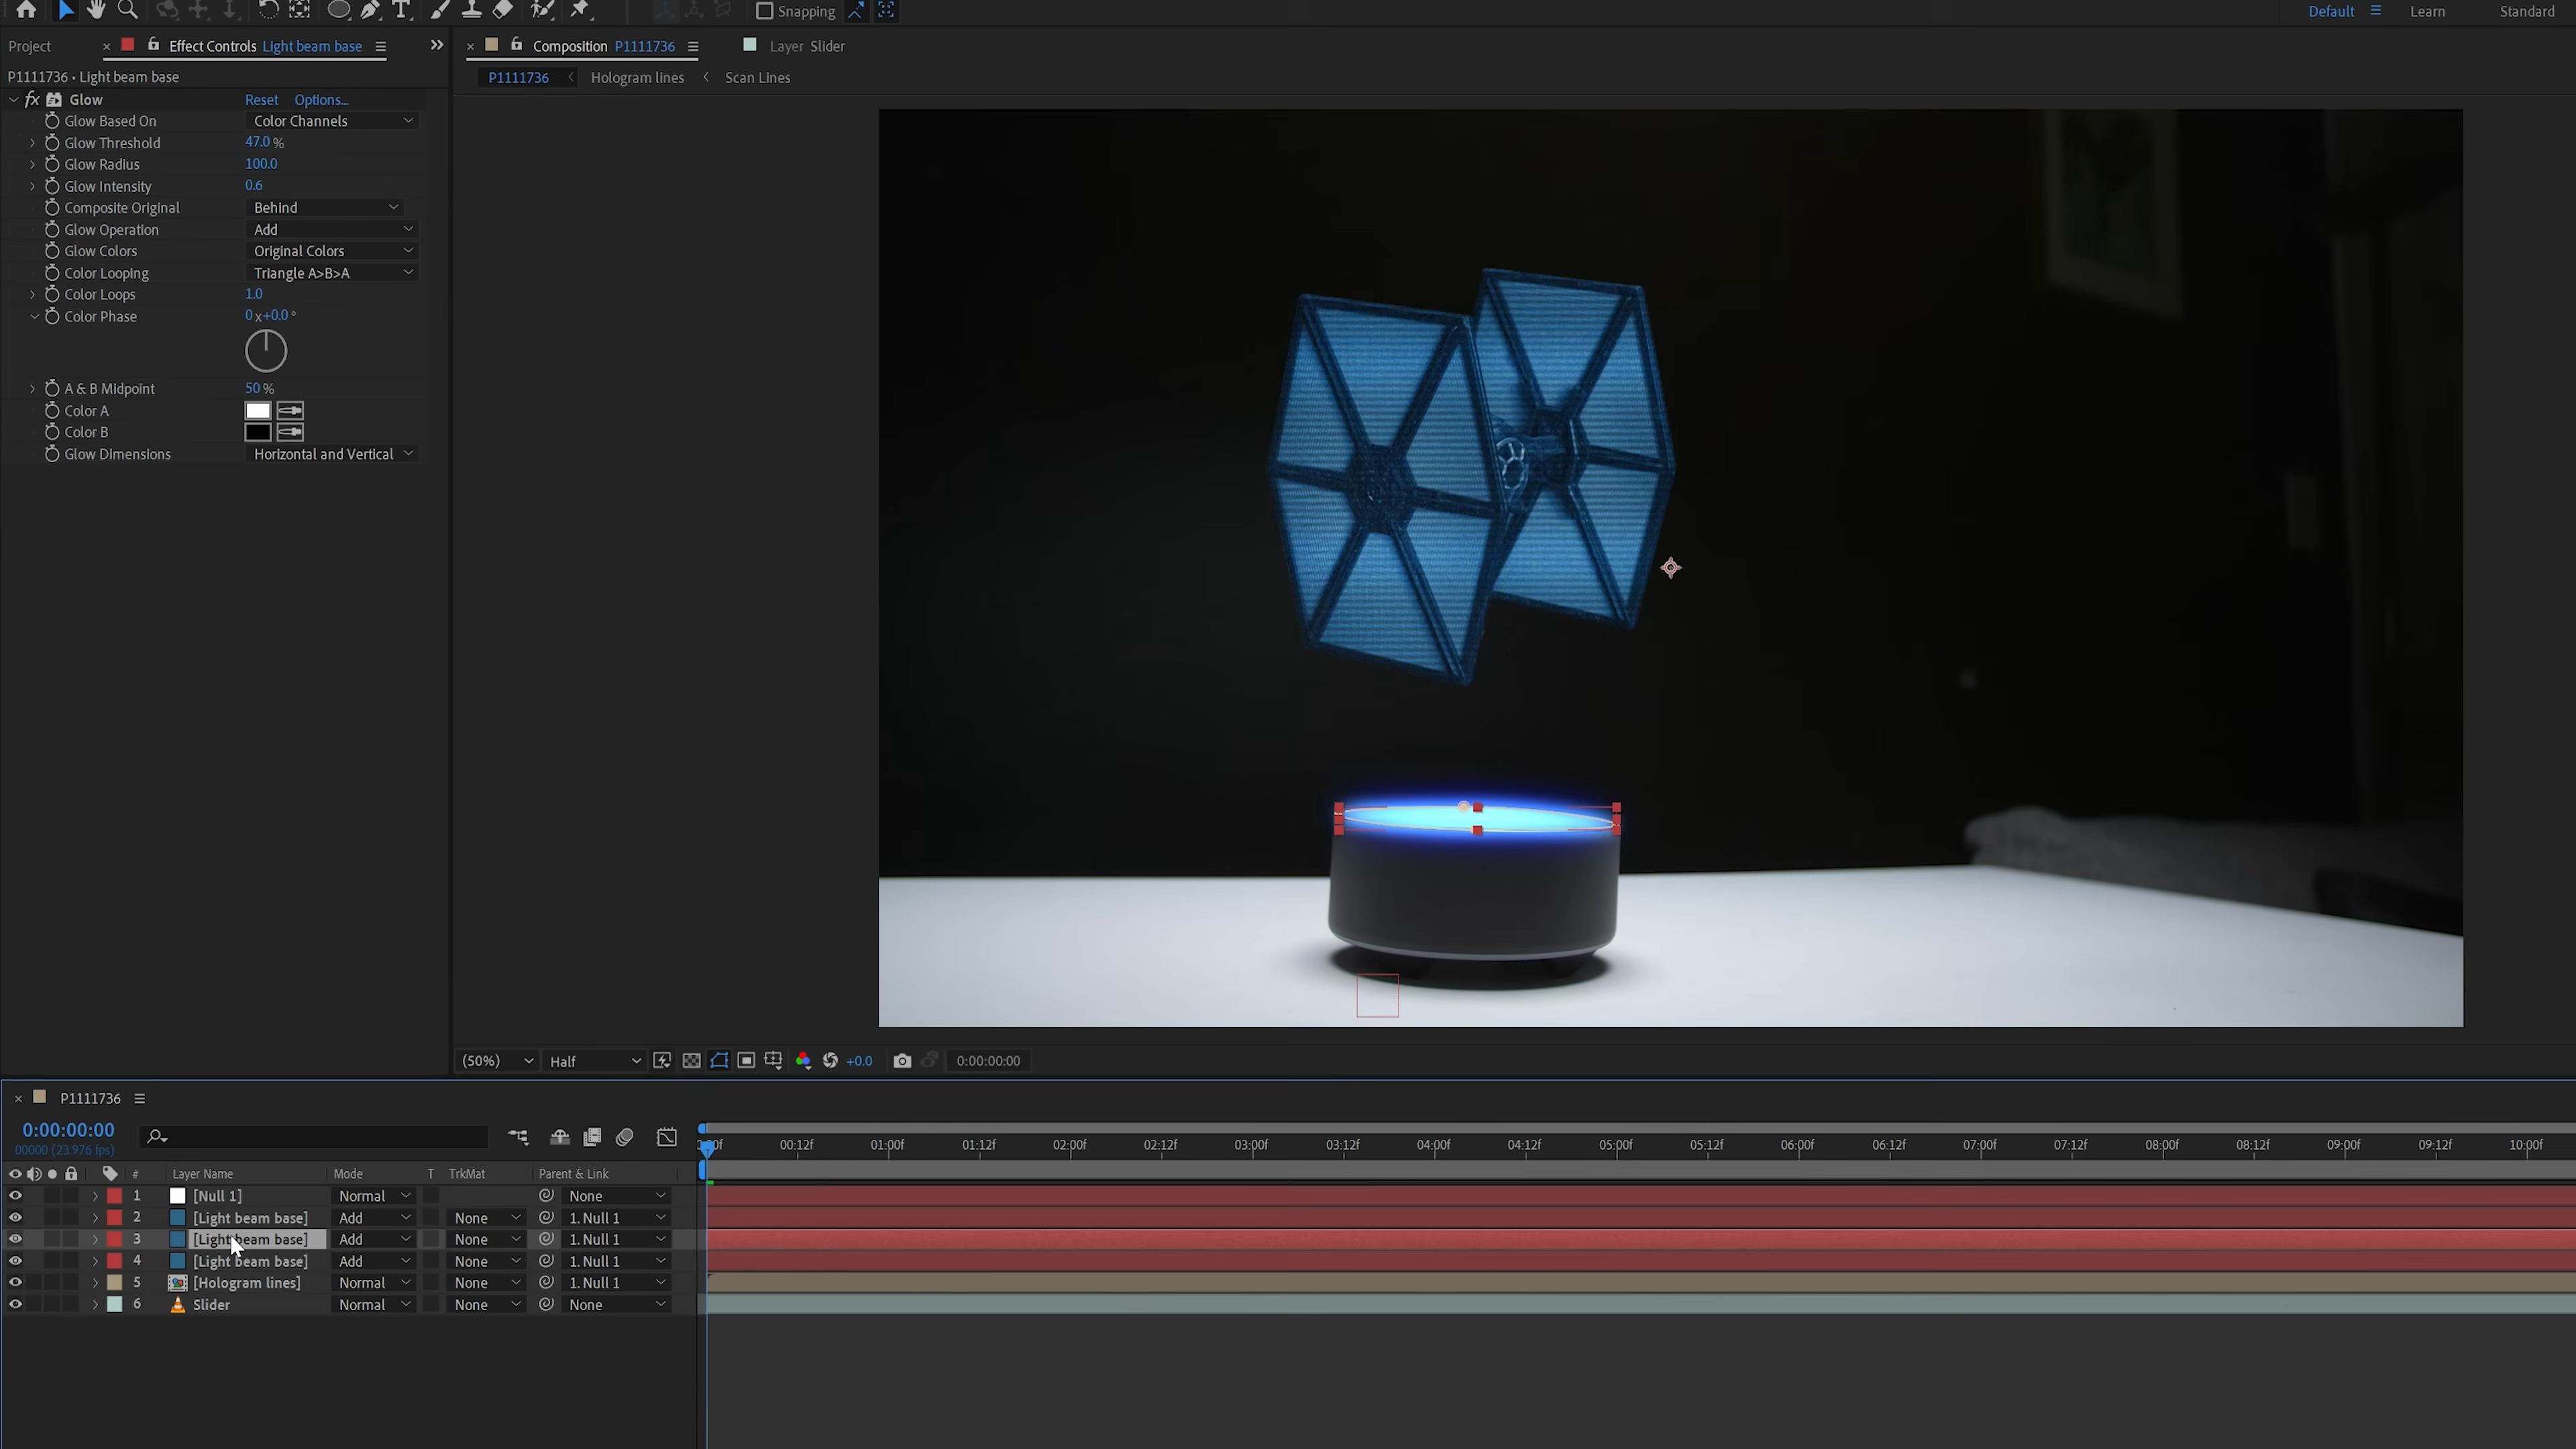 Snapping
Default
Learn
Standard
Project
Effect Controls Light beam base
Composition P1111736
Layer Slider
P1111736 • Light beam base
P1111736
Hologram lines
Scan Lines
fx Glow Reset Options...
Glow Based On Color Channels
Glow Threshold 47.0 %
Glow Radius 100.0
Glow Intensity 0.6
Composite Original Behind
Glow Operation Add
Glow Colors Original Colors
Color Looping Triangle A>B>A
Color Loops 1.0
Color Phase 0 x+0.0 °
A & B Midpoint 50 %
Color A
Color B
Glow Dimensions Horizontal and Vertical
(50%) Half +0.0 0:00:00:00
P1111736
0:00:00:00
00000 (23.976 fps)
00:12f 01:00f 01:12f 02:00f 02:12f 03:00f 03:12f 04:00f 04:12f 05:00f 05:12f 06:00f 06:12f 07:00f 07:12f 08:00f 08:12f 09:00f 09:12f 10:00f
# Layer Name Mode T TrkMat Parent & Link
1 [Null 1] Normal None
2 [Light beam base] Add None 1. Null 1
3 [Light beam base] Add None 1. Null 1
4 [Light beam base] Add None 1. Null 1
5 [Hologram lines] Normal None 1. Null 1
6 Slider Normal None None